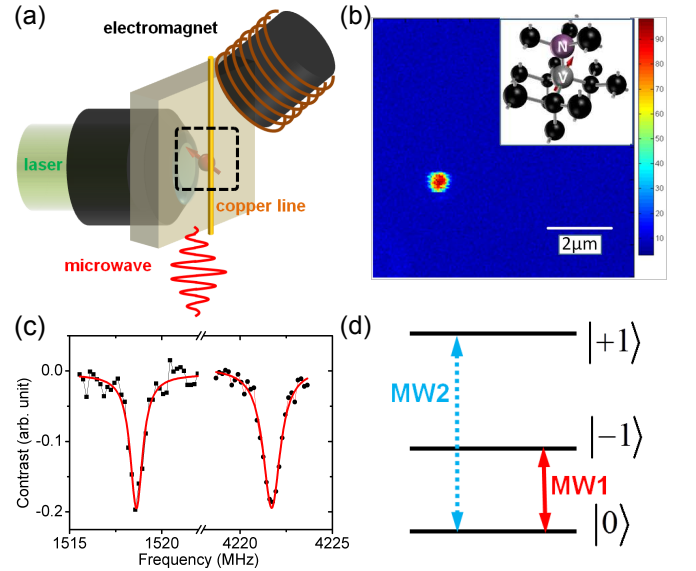 (a)
electromagnet
laser
copper line
microwave
(b)
N
V
2μm
90
80
70
60
50
40
30
20
10
(c)
Contrast (arb. unit)
0.0
-0.1
-0.2
1515
1520
4220
4225
Frequency (MHz)
(d)
|+1⟩
MW2
|-1⟩
MW1
|0⟩